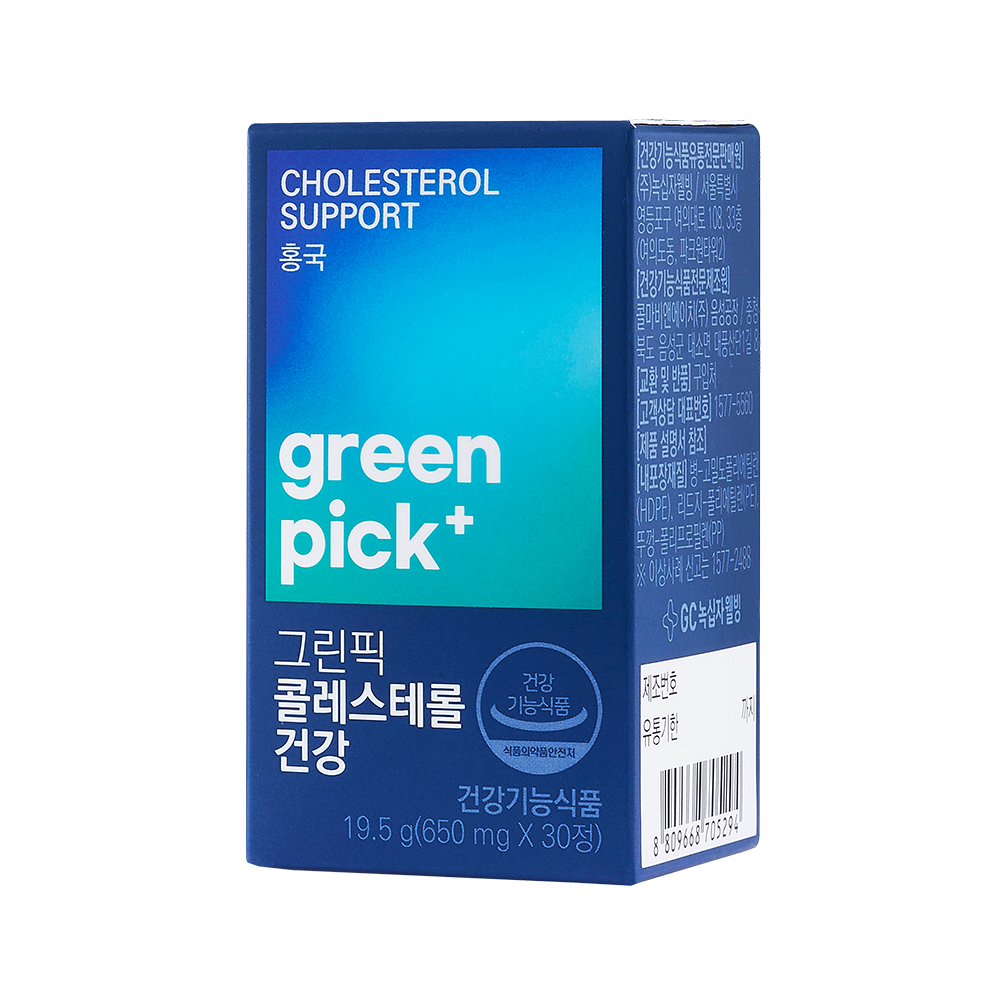 CHOLESTEROL
SUPPORT
홍국
green
pick+
그린픽
콜레스테롤
건강
건강
기능식품
식품의약품안전처
건강기능식품
19.5 g(650 mg X 30정)
[건강기능식품유통전문판매원]
(주)녹십자웰빙 / 서울특별시
영등포구 여의대로 108, 33층
(여의도동, 파크원타워2)
[건강기능식품전문제조원]
콜마비앤에이치(주) 음성공장 / 충청
북도 음성군 대소면 대풍산단1길 8
[교환 및 반품] 구입처
[고객상담 대표번호] 1577-5560
[제품 설명서 참조]
[내포장재질] 병-고밀도폴리에틸렌
(HDPE), 리드지-폴리에틸렌(PE),
뚜껑-폴리프로필렌(PP)
※ 이상사례 신고는 1577-2488
GC녹십자웰빙
제조번호
유통기한 까지
8 809668 705294